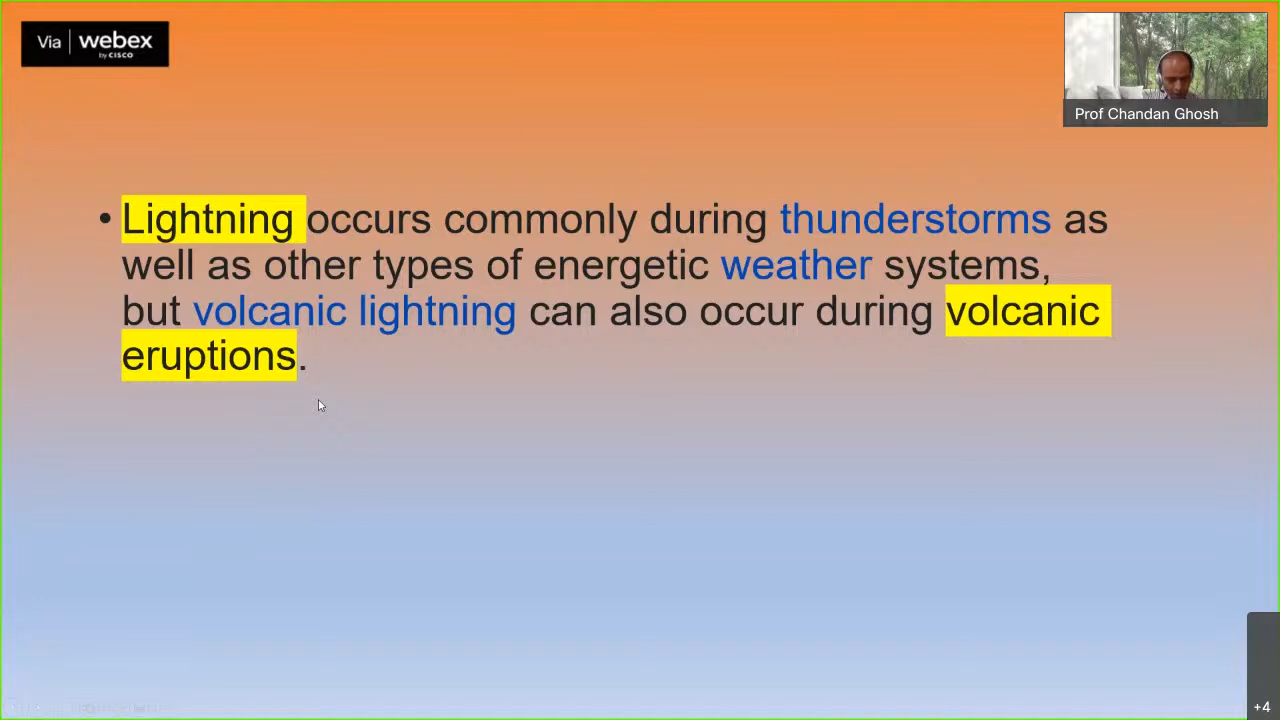 Via webex
by CISCO
Prof Chandan Ghosh
• Lightning occurs commonly during thunderstorms as
well as other types of energetic weather systems,
but volcanic lightning can also occur during volcanic
eruptions.
+4